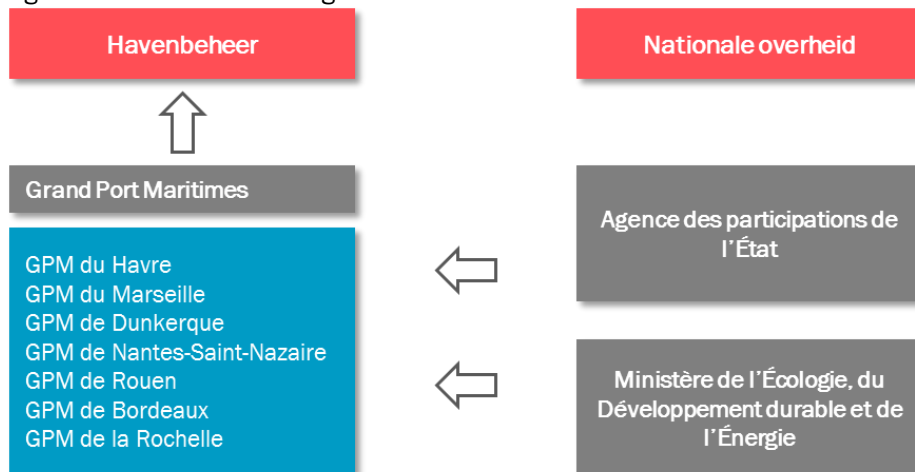 Havenbeheer
Nationale overheid
Grand Port Maritimes
GPM du Havre
GPM du Marseille
GPM de Dunkerque
GPM de Nantes-Saint-Nazaire
GPM de Rouen
GPM de Bordeaux
GPM de la Rochelle
Agence des participations de
l'État
Ministère de l'Écologie, du
Développement durable et de
l'Énergie